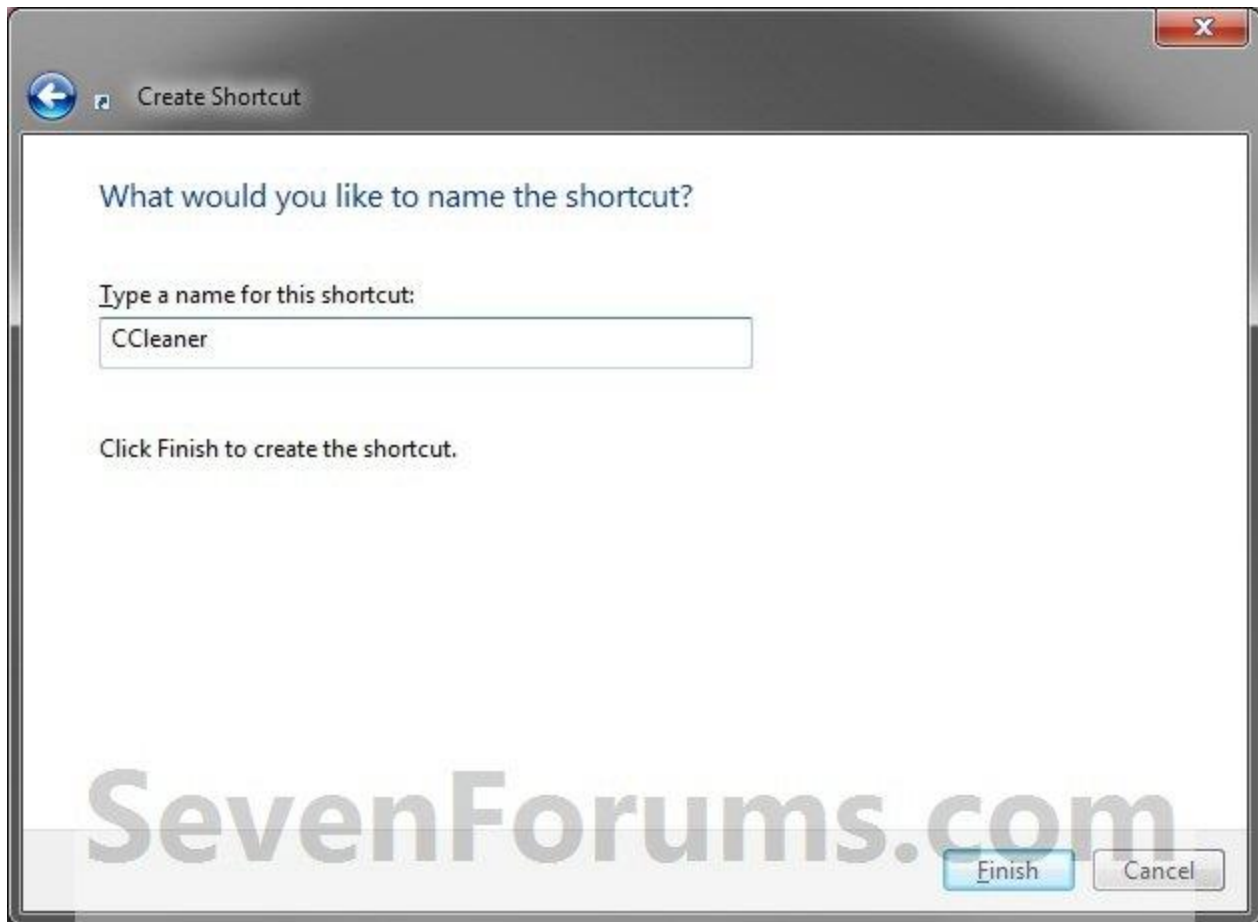 Create Shortcut
What would you like to name the shortcut?
Type a name for this shortcut:
CCleaner
Click Finish to create the shortcut.
SevenForums.com
Finish Cancel